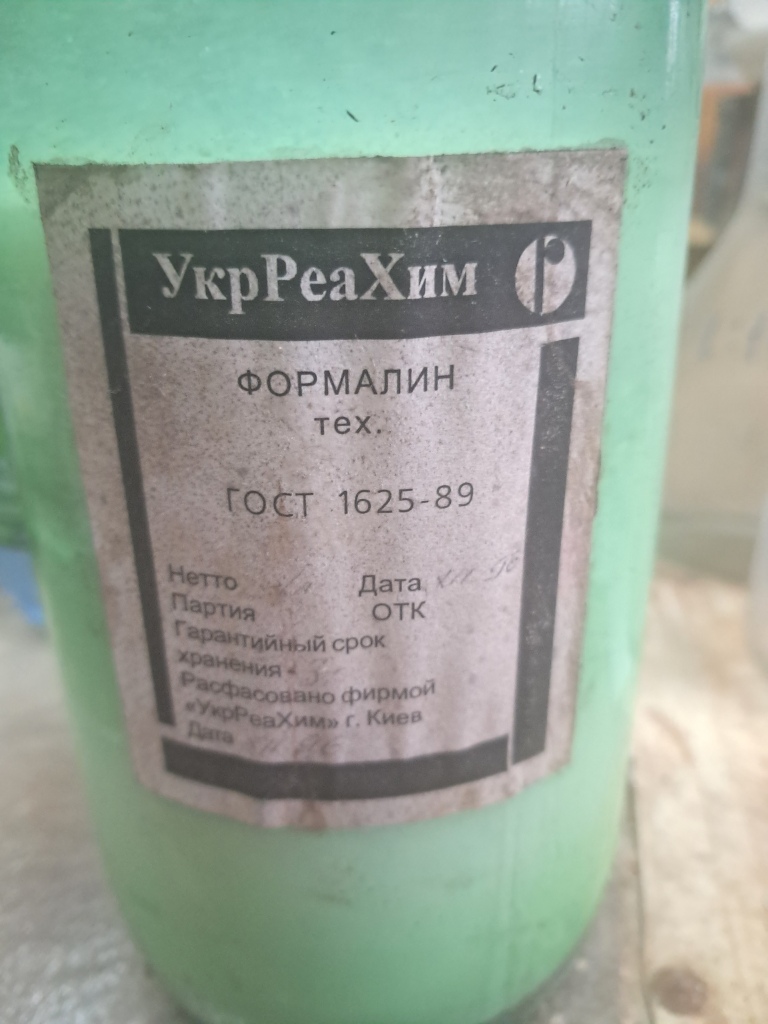 УкрРеаХим
ФОРМАЛИН
тех.
ГОСТ 1625-89
Нетто Дата
Партия ОТК
Гарантийный срок
хранения
Расфасовано фирмой
«УкрРеаХим» г. Киев
Дата